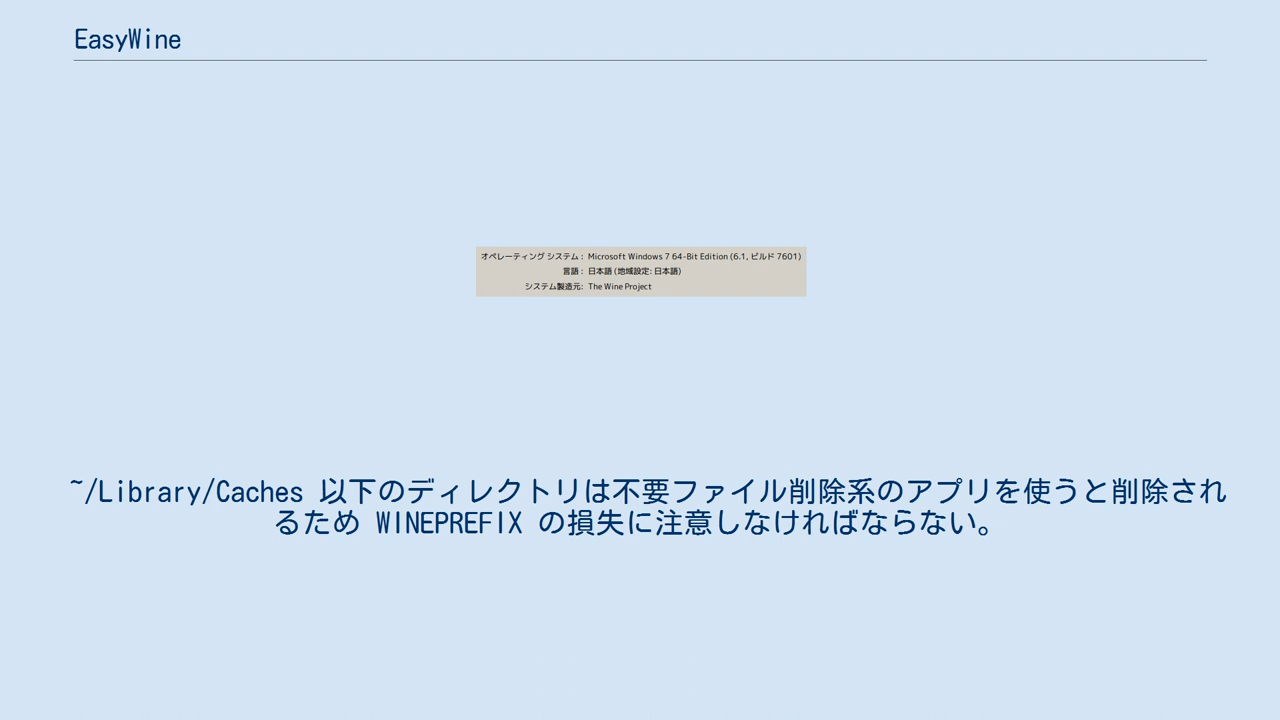 EasyWine
オペレーティング システム : Microsoft Windows 7 64-Bit Edition (6.1, ビルド 7601)
言語 : 日本語 (地域設定: 日本語)
システム製造元: The Wine Project
~/Library/Caches 以下のディレクトリは不要ファイル削除系のアプリを使うと削除され
るため WINEPREFIX の損失に注意しなければならない。